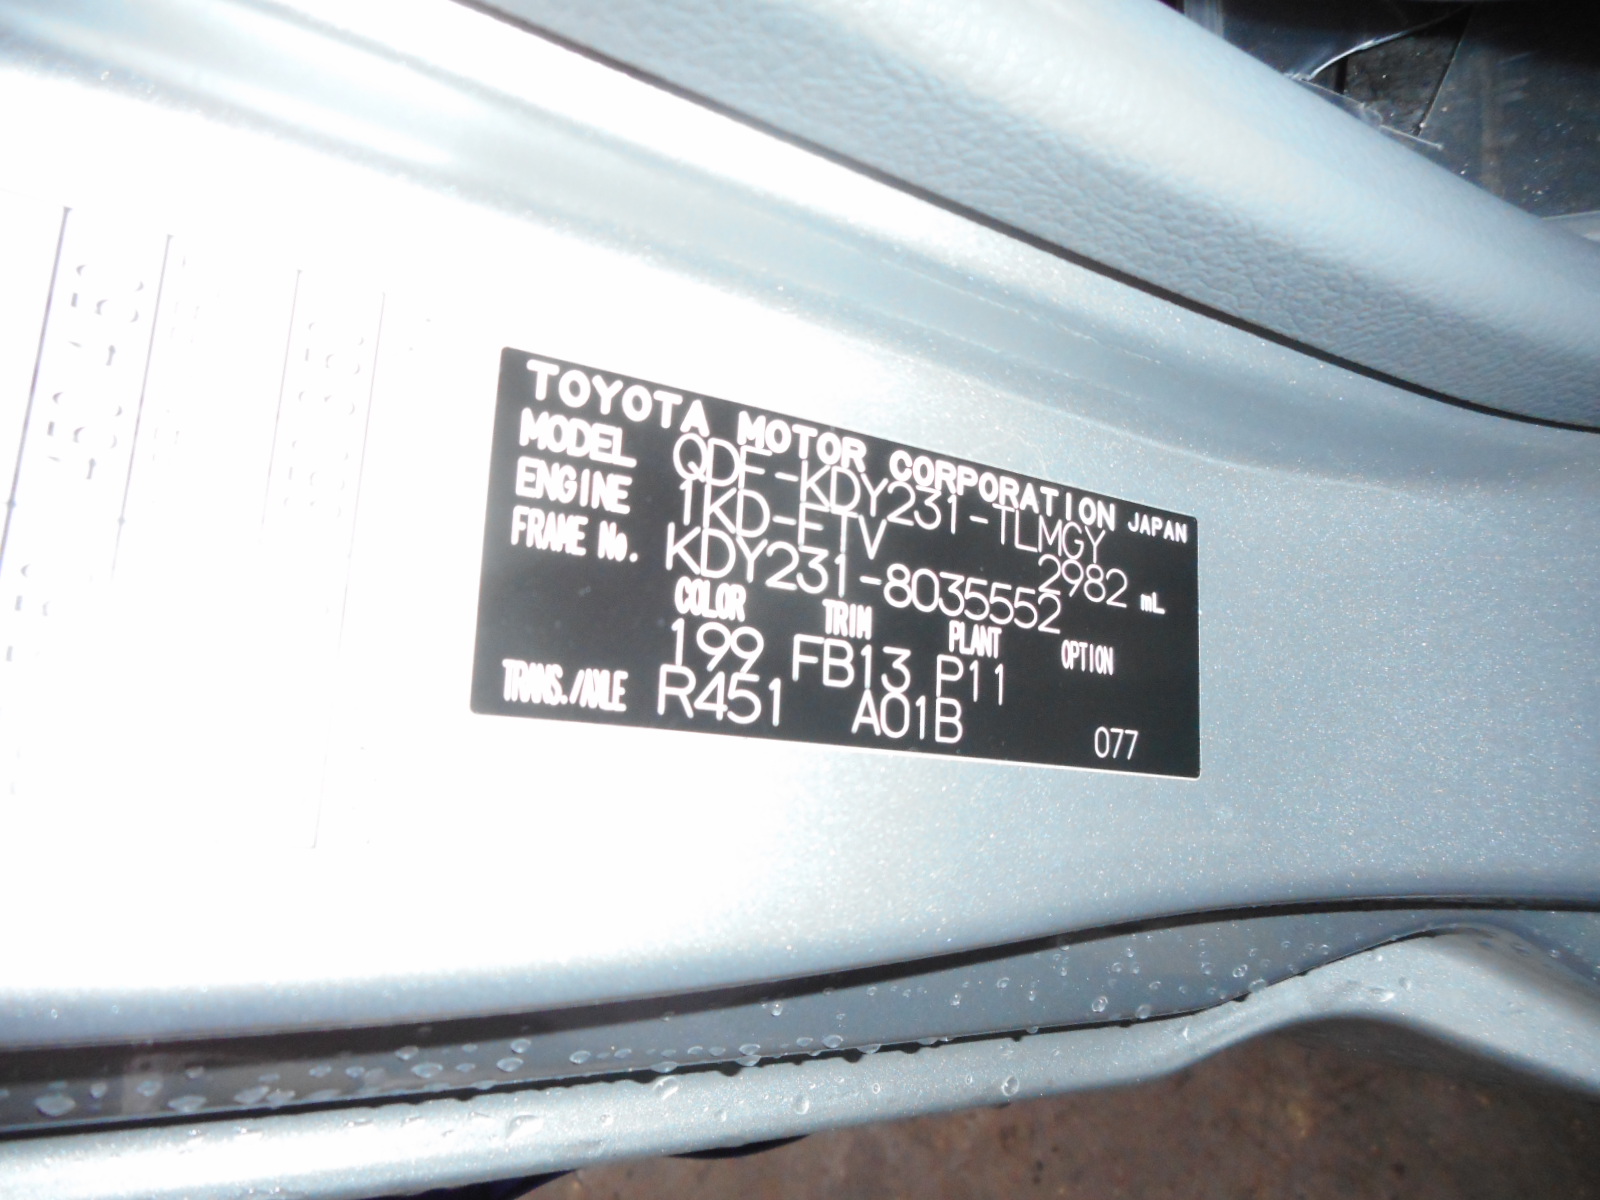 TOYOTA MOTOR CORPORATION JAPAN
MODEL QDF-KDY231-TLMGY
ENGINE 1KD-FTV 2982 mL
FRAME No. KDY231-8035552
COLOR TRIM PLANT OPTION
199 FB13 P11
TRANS./AXLE R451 A01B 077